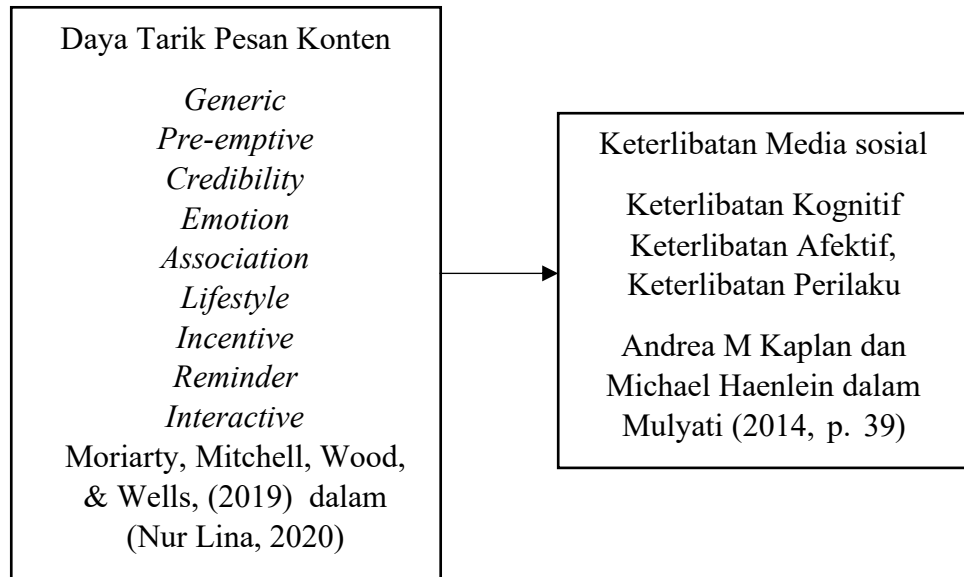 Daya Tarik Pesan Konten
Generic
Pre-emptive
Credibility
Emotion
Association
Lifestyle
Incentive
Reminder
Interactive
Moriarty, Mitchell, Wood,
& Wells, (2019) dalam
(Nur Lina, 2020)
Keterlibatan Media sosial
Keterlibatan Kognitif
Keterlibatan Afektif,
Keterlibatan Perilaku
Andrea M Kaplan dan
Michael Haenlein dalam
Mulyati (2014, p. 39)